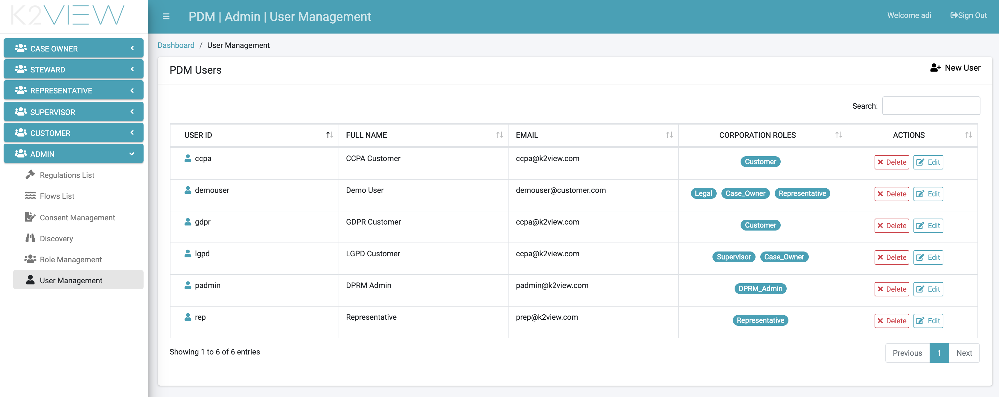 K2VIEW
PDM | Admin | User Management
Welcome adi
Sign Out
CASE OWNER
STEWARD
REPRESENTATIVE
SUPERVISOR
CUSTOMER
ADMIN
Regulations List
Flows List
Consent Management
Discovery
Role Management
User Management
Dashboard / User Management
PDM Users
New User
Search:
USER ID FULL NAME EMAIL CORPORATION ROLES ACTIONS
ccpa CCPA Customer ccpa@k2view.com Customer Delete Edit
demouser Demo User demouser@customer.com Legal Case_Owner Representative Delete Edit
gdpr GDPR Customer ccpa@k2view.com Customer Delete Edit
lgpd LGPD Customer ccpa@k2view.com Supervisor Case_Owner Delete Edit
padmin DPRM Admin padmin@k2view.com DPRM_Admin Delete Edit
rep Representative prep@k2view.com Representative Delete Edit
Showing 1 to 6 of 6 entries
Previous 1 Next